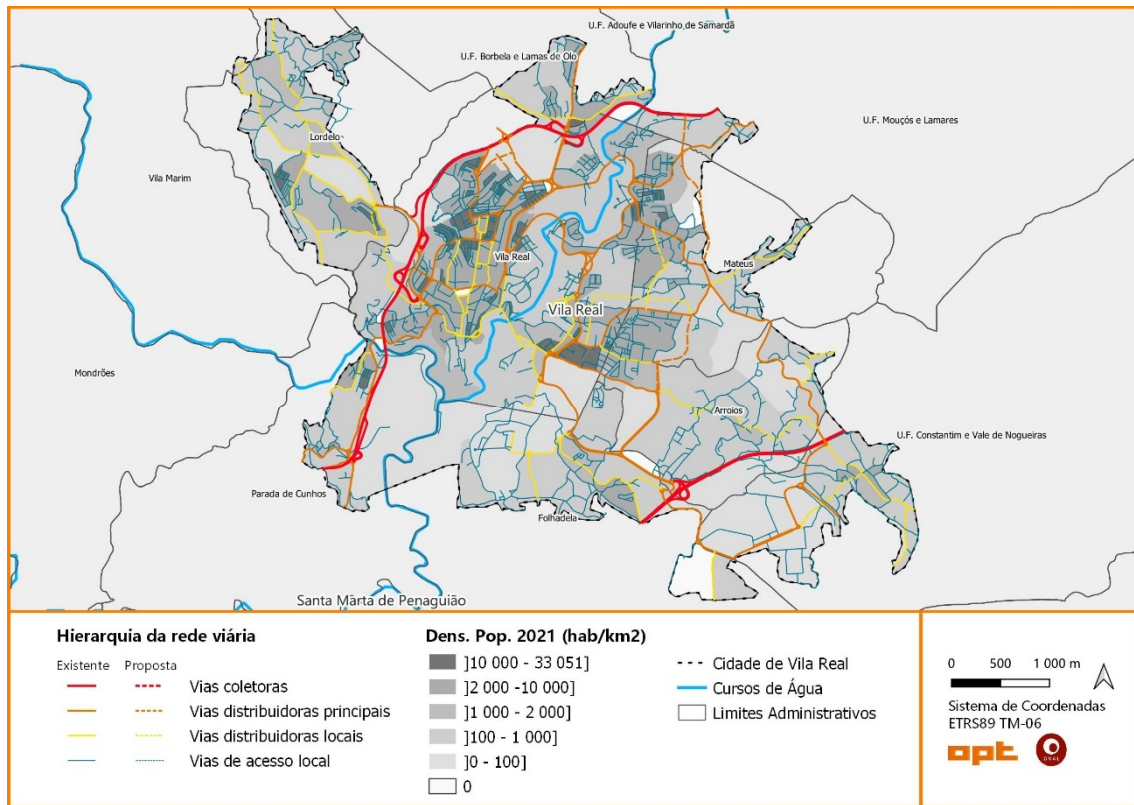 U.F. Adoufe e Vilarinho de Samardã
U.F. Borbela e Lamas de Olo
U.F. Mouçós e Lamares
Lordelo
Vila Marim
Vila Real
Mateus
Vila Real
Mondrões
Arroios
U.F. Constantim e Vale de Nogueiras
Parada de Cunhos
Folhadela
Santa Marta de Penaguião
Hierarquia da rede viária
Existente Proposta
Vias coletoras
Vias distribuidoras principais
Vias distribuidoras locais
Vias de acesso local
Dens. Pop. 2021 (hab/km2)
]10 000 - 33 051]
]2 000 -10 000]
]1 000 - 2 000]
]100 - 1 000]
]0 - 100]
0
Cidade de Vila Real
Cursos de Água
Limites Administrativos
0 500 1 000 m
Sistema de Coordenadas
ETRS89 TM-06
opt